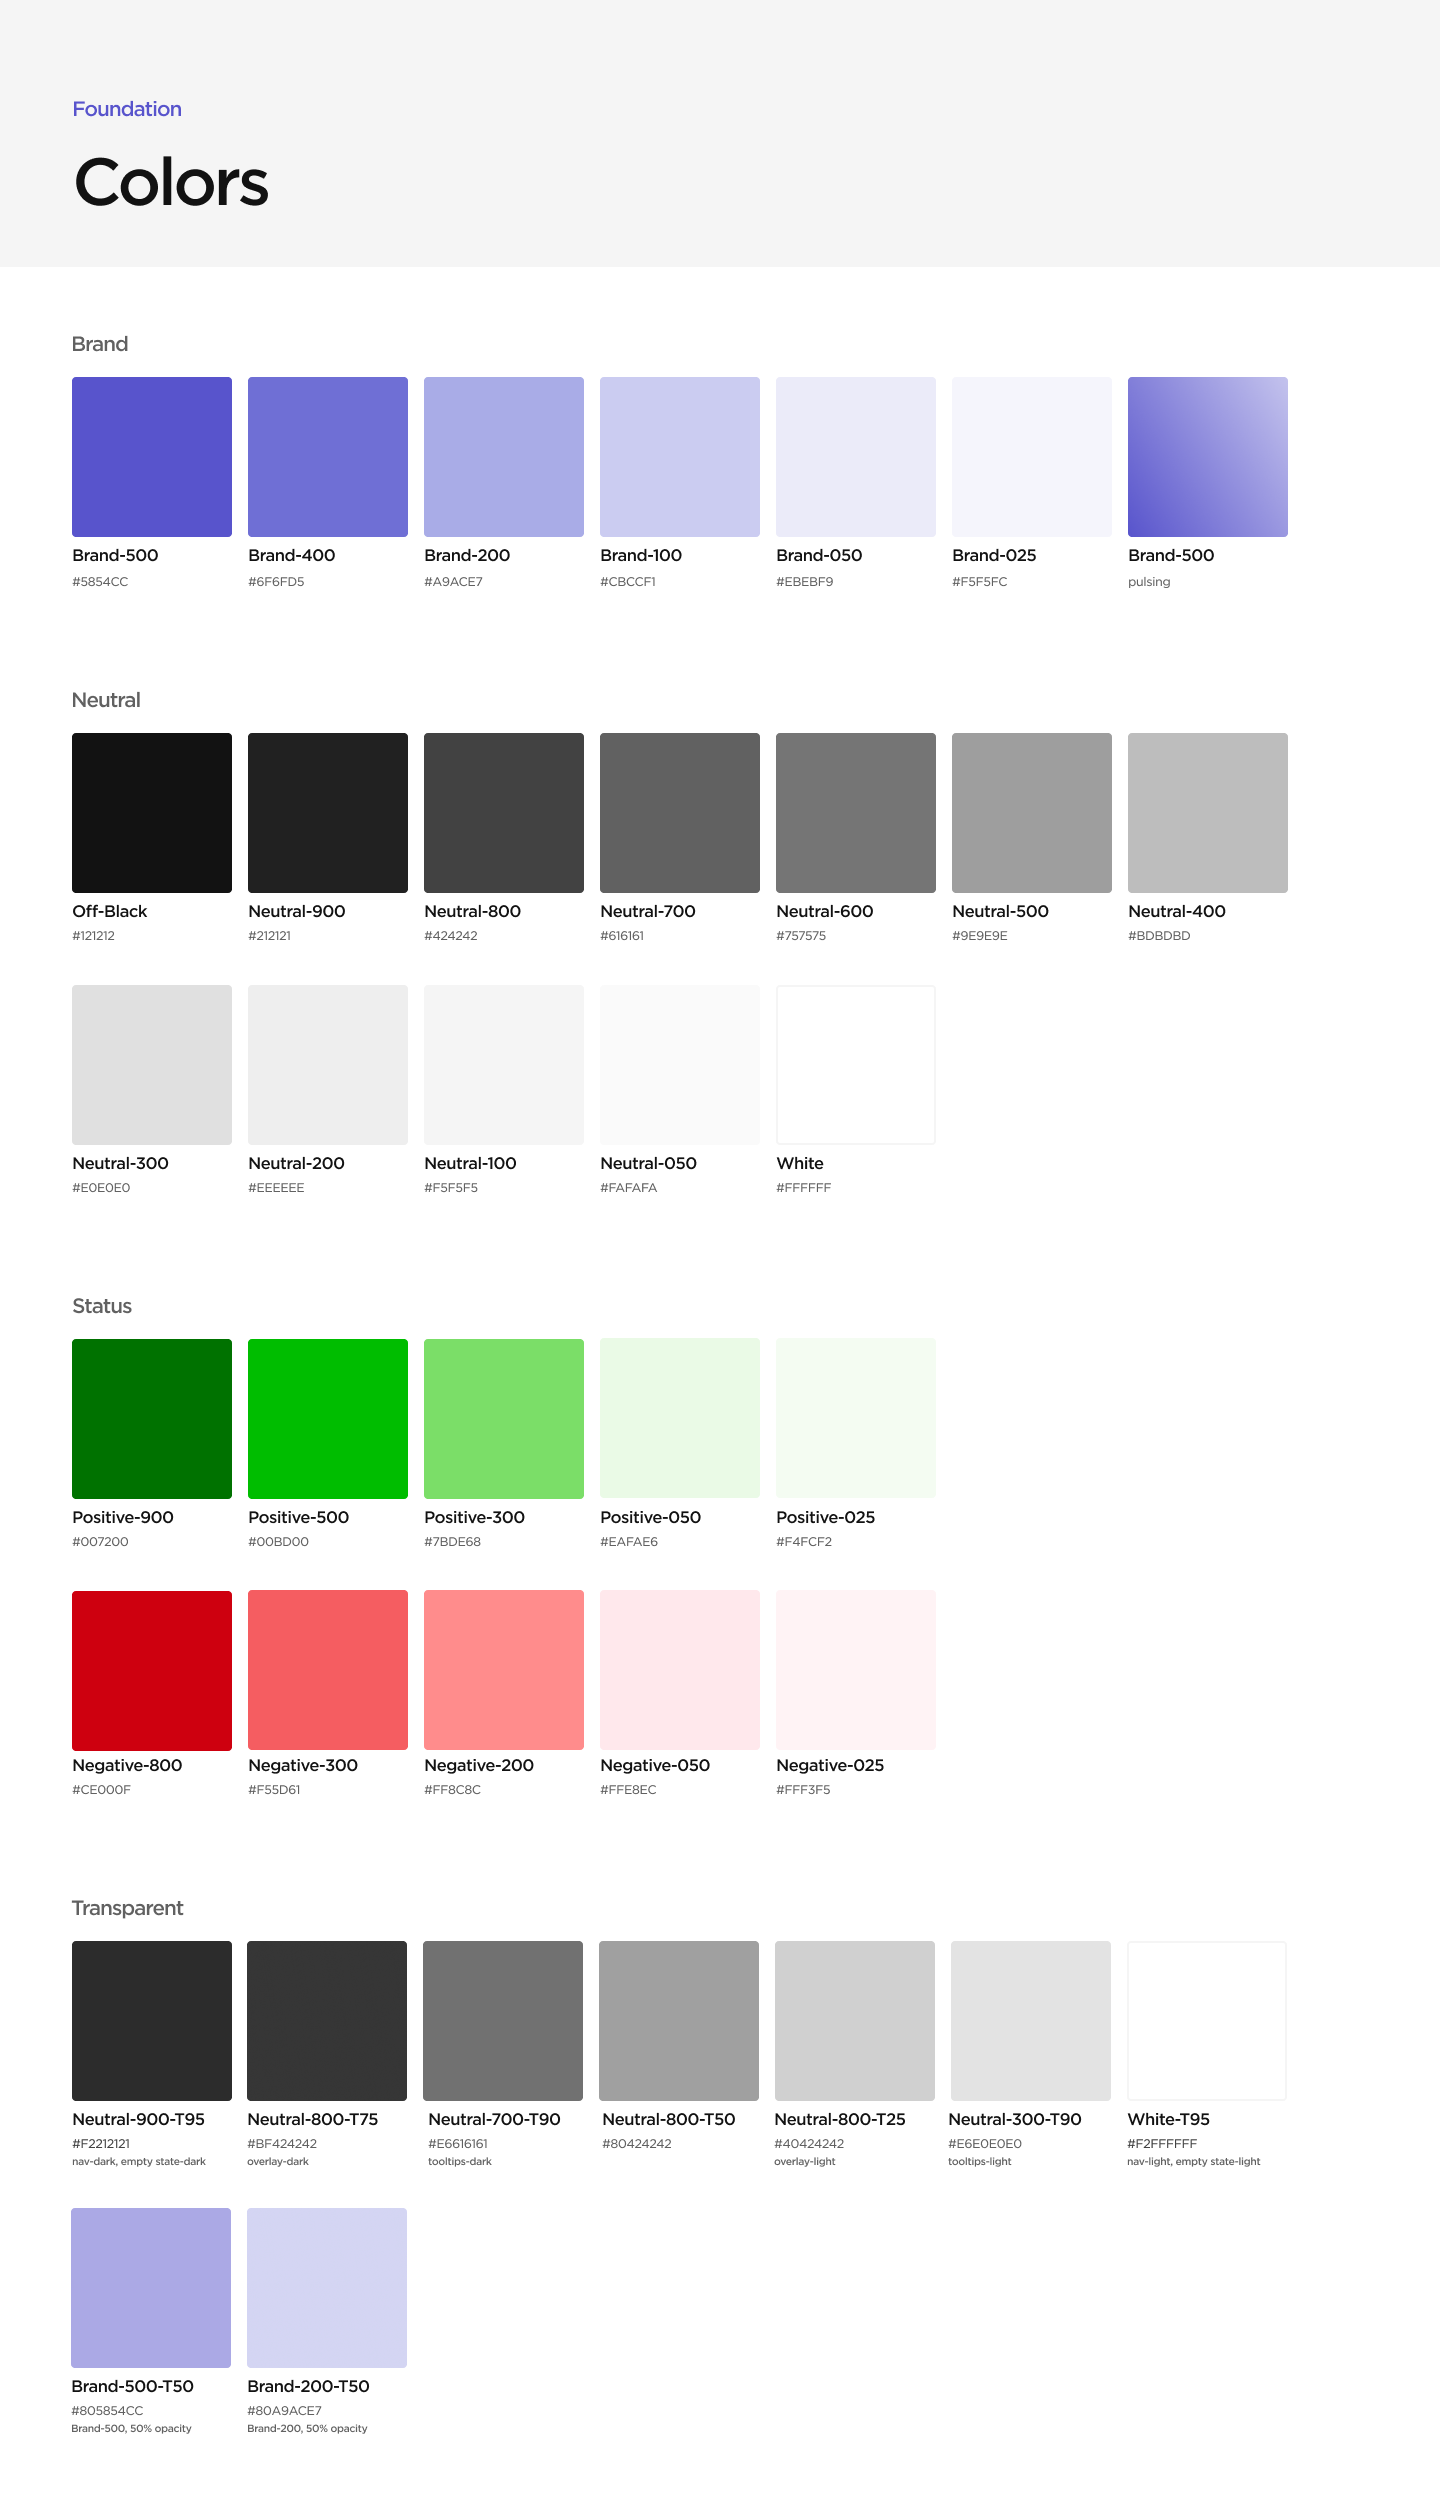 Foundation
Colors
Brand
Brand-500 Brand-400 Brand-200 Brand-100 Brand-050 Brand-025 Brand-500
#5854CC #6F6FD5 #A9ACE7 #CBCCF1 #EBEBF9 #F5F5FC pulsing
Neutral
Off-Black Neutral-900 Neutral-800 Neutral-700 Neutral-600 Neutral-500 Neutral-400
#121212 #212121 #424242 #616161 #757575 #9E9E9E #BDBDBD
Neutral-300 Neutral-200 Neutral-100 Neutral-050 White
#E0E0E0 #EEEEEE #F5F5F5 #FAFAFA #FFFFFF
Status
Positive-900 Positive-500 Positive-300 Positive-050 Positive-025
#007200 #00BD00 #7BDE68 #EAFAE6 #F4FCF2
Negative-800 Negative-300 Negative-200 Negative-050 Negative-025
#CE000F #F55D61 #FF8C8C #FFE8EC #FFF3F5
Transparent
Neutral-900-T95 Neutral-800-T75 Neutral-700-T90 Neutral-800-T50 Neutral-800-T25 Neutral-300-T90 White-T95
#F2212121 #BF424242 #E6616161 #80424242 #40424242 #E6E0E0E0 #F2FFFFFF
nav-dark, empty state-dark overlay-dark tooltips-dark overlay-light tooltips-light nav-light, empty state-light
Brand-500-T50 Brand-200-T50
#805854CC #80A9ACE7
Brand-500, 50% opacity Brand-200, 50% opacity